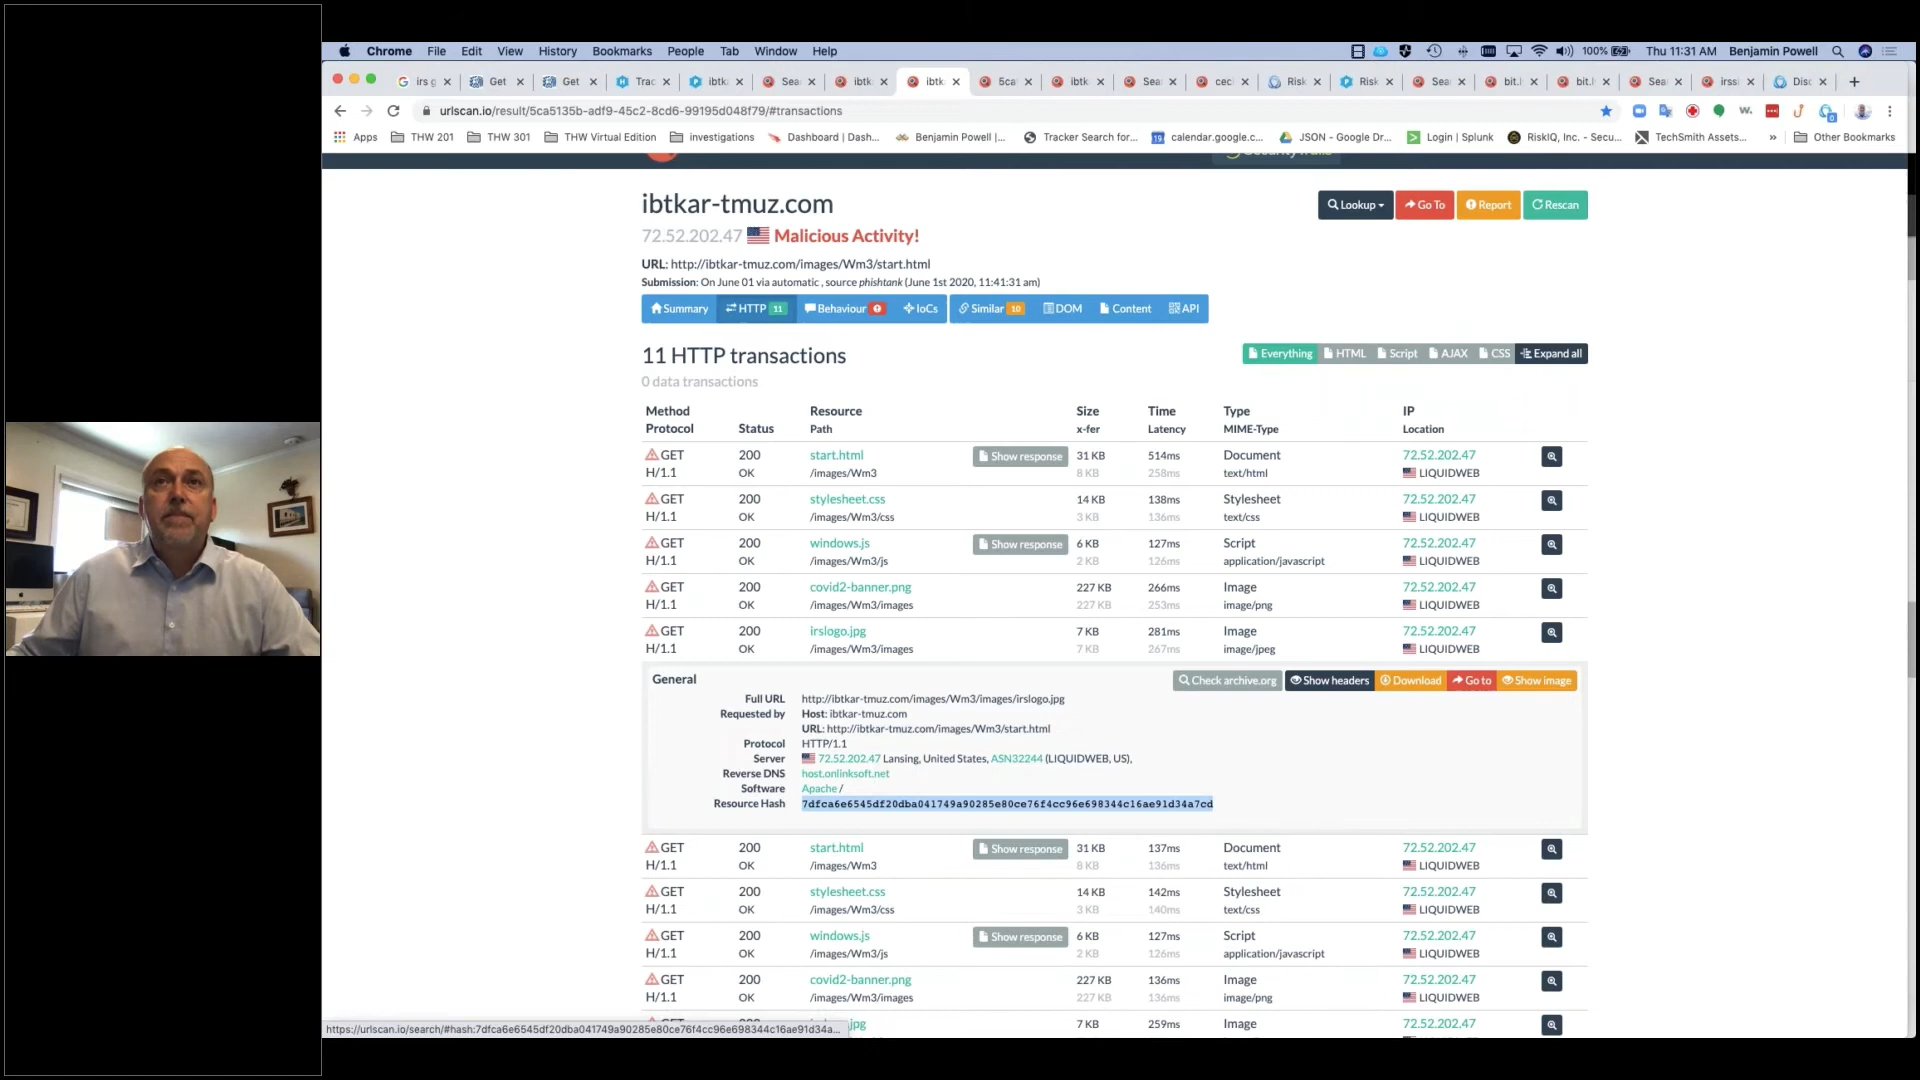 Chrome File Edit View History Bookmarks People Tab Window Help 100% Thu 11:31 AM Benjamin Powell
irs g Get Get Trac ibtk Sea ibtk ibtk 5ca ibtk Sea cec Risk Risk Sea bit. bit. Sea irss Disc
urlscan.io/result/5ca5135b-adf9-45c2-8cd6-99195d048f79/#transactions
Apps THW 201 THW 301 THW Virtual Edition investigations Dashboard | Dash... Benjamin Powell |... Tracker Search for... calendar.google.c... JSON - Google Dr... Login | Splunk RiskIQ, Inc. - Secu... TechSmith Assets... » Other Bookmarks
ibtkar-tmuz.com
Lookup Go To Report Rescan
72.52.202.47 Malicious Activity!
URL: http://ibtkar-tmuz.com/images/Wm3/start.html
Submission: On June 01 via automatic , source phishtank (June 1st 2020, 11:41:31 am)
Summary HTTP 11 Behaviour IoCs Similar 10 DOM Content API
11 HTTP transactions
Everything HTML Script AJAX CSS Expand all
0 data transactions
Method Resource Size Time Type IP
Protocol Status Path x-fer Latency MIME-Type Location
GET 200 start.html Show response 31 KB 514ms Document 72.52.202.47
H/1.1 OK /images/Wm3 8 KB 258ms text/html LIQUIDWEB
GET 200 stylesheet.css 14 KB 138ms Stylesheet 72.52.202.47
H/1.1 OK /images/Wm3/css 3 KB 136ms text/css LIQUIDWEB
GET 200 windows.js Show response 6 KB 127ms Script 72.52.202.47
H/1.1 OK /images/Wm3/js 2 KB 126ms application/javascript LIQUIDWEB
GET 200 covid2-banner.png 227 KB 266ms Image 72.52.202.47
H/1.1 OK /images/Wm3/images 227 KB 253ms image/png LIQUIDWEB
GET 200 irslogo.jpg 7 KB 281ms Image 72.52.202.47
H/1.1 OK /images/Wm3/images 7 KB 267ms image/jpeg LIQUIDWEB
General Check archive.org Show headers Download Go to Show image
Full URL http://ibtkar-tmuz.com/images/Wm3/images/irslogo.jpg
Requested by Host: ibtkar-tmuz.com
URL: http://ibtkar-tmuz.com/images/Wm3/start.html
Protocol HTTP/1.1
Server 72.52.202.47 Lansing, United States, ASN32244 (LIQUIDWEB, US),
Reverse DNS host.onlinksoft.net
Software Apache /
Resource Hash 7dfca6e6545df20dba041749a90285e80ce76f4cc96e698344c16ae91d34a7cd
GET 200 start.html Show response 31 KB 137ms Document 72.52.202.47
H/1.1 OK /images/Wm3 8 KB 136ms text/html LIQUIDWEB
GET 200 stylesheet.css 14 KB 142ms Stylesheet 72.52.202.47
H/1.1 OK /images/Wm3/css 3 KB 140ms text/css LIQUIDWEB
GET 200 windows.js Show response 6 KB 127ms Script 72.52.202.47
H/1.1 OK /images/Wm3/js 2 KB 126ms application/javascript LIQUIDWEB
GET 200 covid2-banner.png 227 KB 136ms Image 72.52.202.47
H/1.1 OK /images/Wm3/images 227 KB 136ms image/png LIQUIDWEB
jpg 7 KB 259ms Image 72.52.202.47
https://urlscan.io/search/#hash:7dfca6e6545df20dba041749a90285e80ce76f4cc96e698344c16ae91d34a...